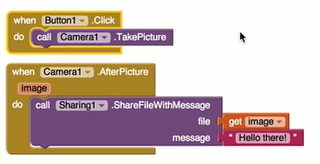 when Button1 .Click
do call Camera1 .TakePicture
when Camera1 .AfterPicture
image
do call Sharing1 .ShareFileWithMessage
file get image
message " Hello there! "